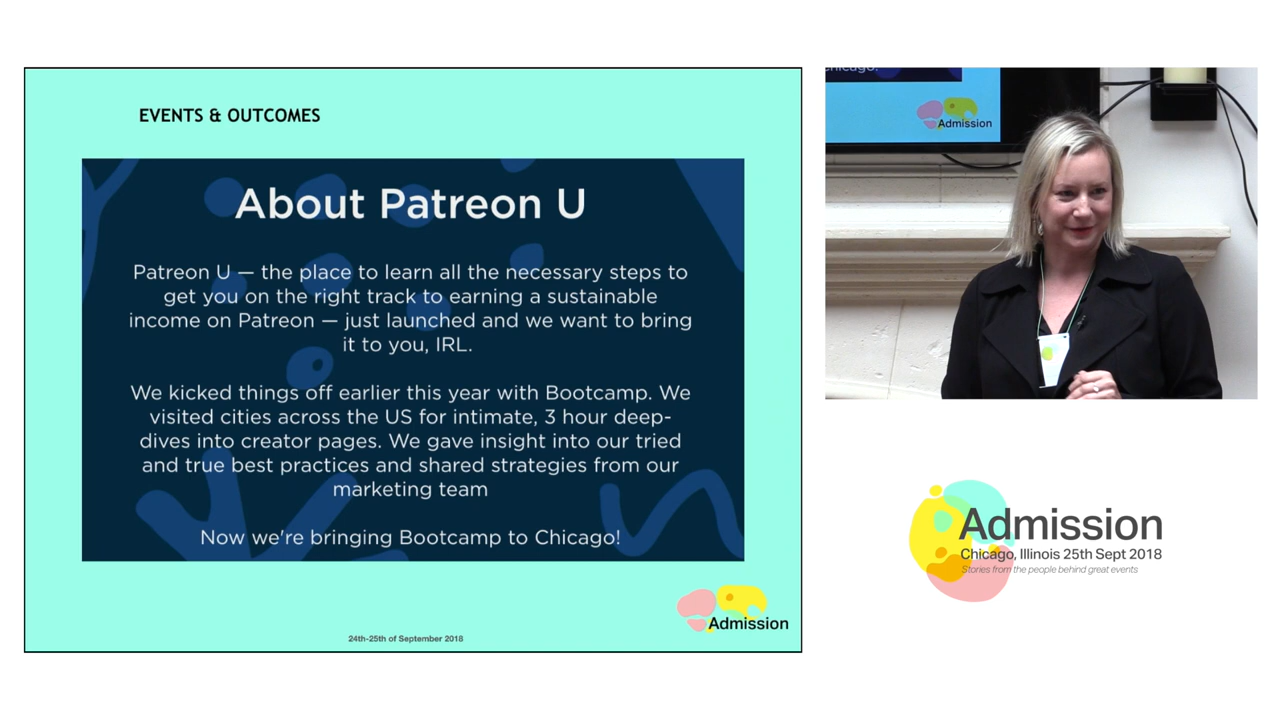 EVENTS & OUTCOMES
About Patreon U
Patreon U — the place to learn all the necessary steps to
get you on the right track to earning a sustainable
income on Patreon — just launched and we want to bring
it to you, IRL.
We kicked things off earlier this year with Bootcamp. We
visited cities across the US for intimate, 3 hour deep-
dives into creator pages. We gave insight into our tried
and true best practices and shared strategies from our
marketing team
Now we're bringing Bootcamp to Chicago!
Admission
24th-25th of September 2018
Chicago!
Admission
Admission
Chicago, Illinois 25th Sept 2018
Stories from the people behind great events